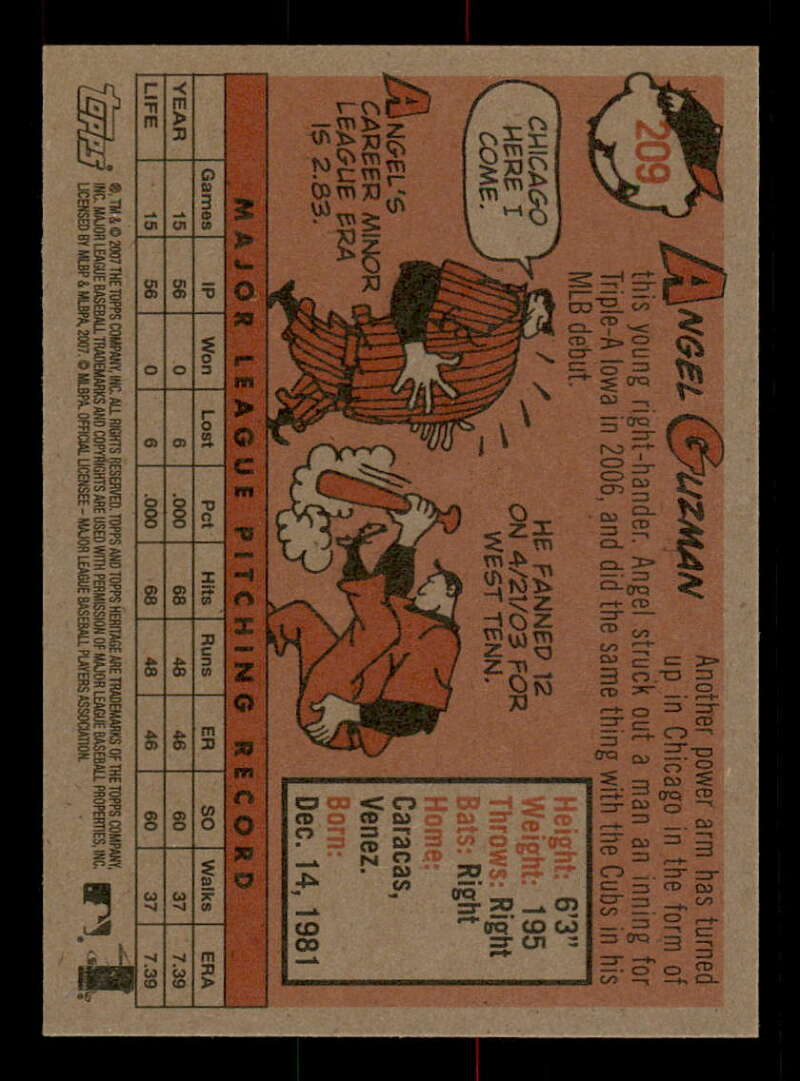 209
ANGEL GUZMAN
Another power arm has turned
up in Chicago in the form of
this young right-hander. Angel struck out a man an inning for
Triple-A Iowa in 2006, and did the same thing with the Cubs in his
MLB debut.
CHICAGO
HERE I
COME.
ANGEL'S
CAREER MINOR
LEAGUE ERA
IS 2.83.
HE FANNED 12
ON 4/21/03 FOR
WEST TENN.
Height: 6'3"
Weight: 195
Throws: Right
Bats: Right
Home:
Caracas,
Venez.
Born:
Dec. 14, 1981
MAJOR LEAGUE PITCHING RECORD
Games IP Won Lost Pct Hits Runs ER SO Walks ERA
YEAR 15 56 0 6 .000 68 48 46 60 37 7.39
LIFE 15 56 0 6 .000 68 48 46 60 37 7.39
TOPPS
®, TM & © 2007 THE TOPPS COMPANY, INC. ALL RIGHTS RESERVED. TOPPS AND TOPPS HERITAGE ARE TRADEMARKS OF THE TOPPS COMPANY,
INC. MAJOR LEAGUE BASEBALL TRADEMARKS AND COPYRIGHTS ARE USED WITH PERMISSION OF MAJOR LEAGUE BASEBALL PROPERTIES, INC.
LICENSED BY MLBP & MLBPA, 2007. © MLBPA. OFFICIAL LICENSEE – MAJOR LEAGUE BASEBALL PLAYERS ASSOCIATION.